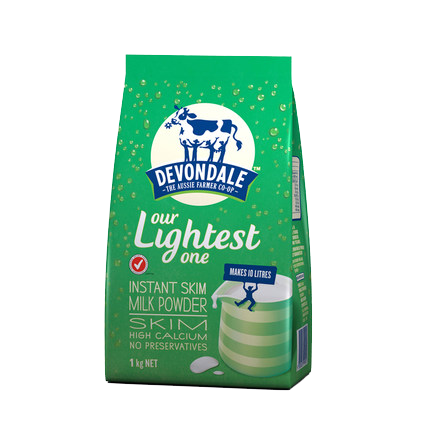 DEVONDALE™
- THE AUSSIE FARMER CO-OP -
our
Lightest
one
MAKES 10 LITRES
INSTANT SKIM
MILK POWDER
SKIM
HIGH CALCIUM
NO PRESERVATIVES
1 kg NET